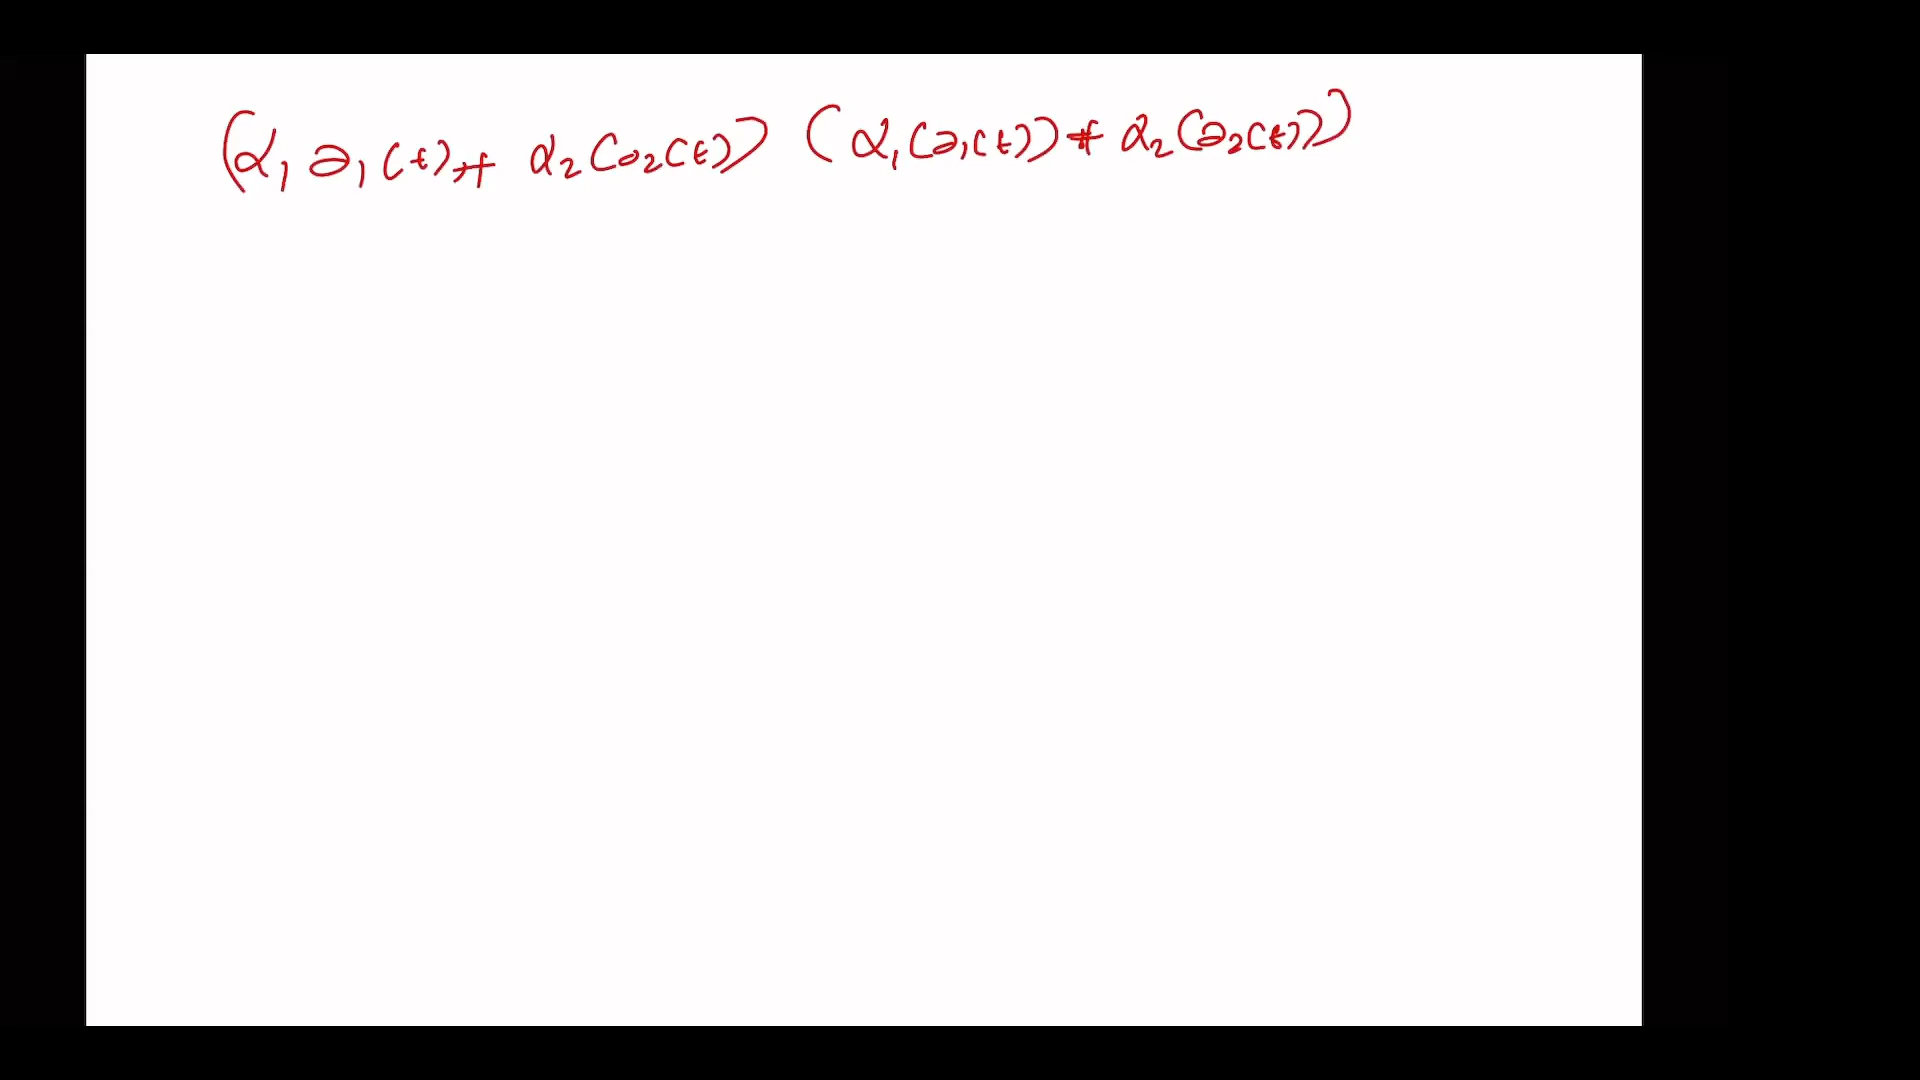 (α₁ a₁(t) + α₂(a₂(t))) (α₁(a₁(t)) + α₂(a₂(t)))